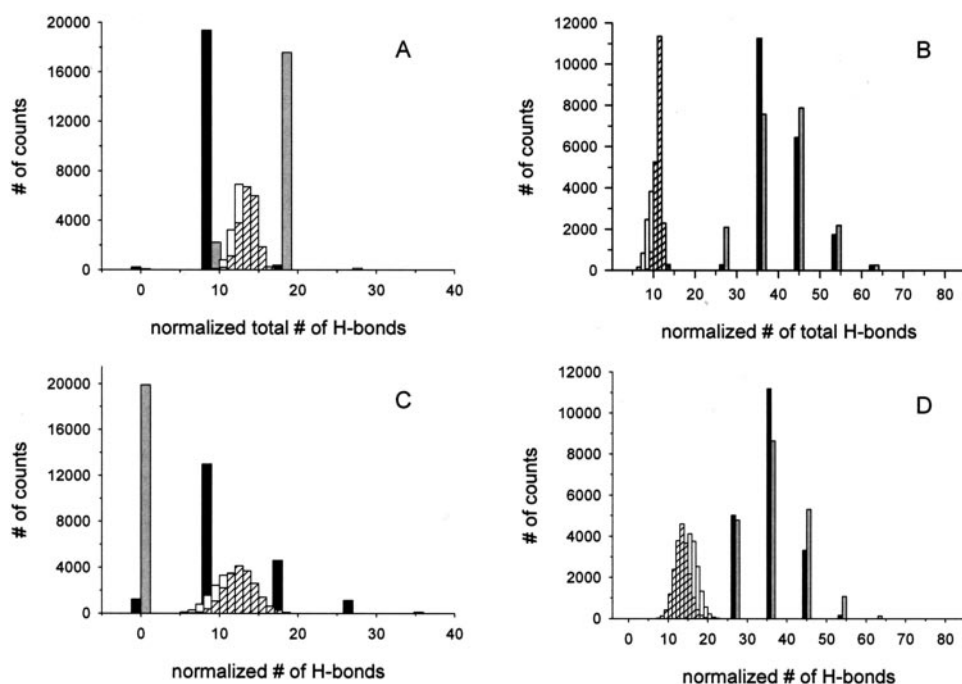 A
# of counts
20000
16000
12000
8000
4000
0
0 10 20 30 40
normalized total # of H-bonds
B
# of counts
12000
10000
8000
6000
4000
2000
0
10 20 30 40 50 60 70 80
normalized # of total H-bonds
C
# of counts
20000
16000
12000
8000
4000
0
0 10 20 30 40
normalized # of H-bonds
D
# of counts
12000
10000
8000
6000
4000
2000
0
0 10 20 30 40 50 60 70 80
normalized # of H-bonds